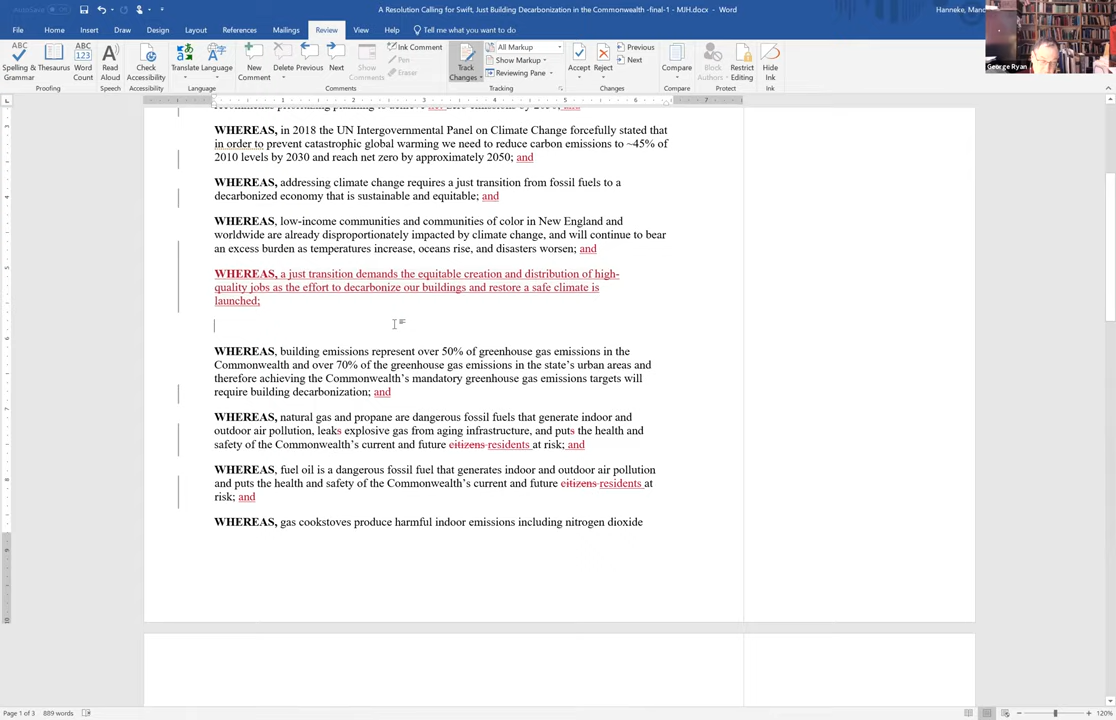 AutoSave Off
A Resolution Calling for Swift, Just Building Decarbonization in the Commonwealth -final-1 - MJH.docx - Word
Hanneke, Mand
File Home Insert Draw Design Layout References Mailings Review View Help Tell me what you want to do
George Ryan
Spelling & Grammar
Thesaurus
Word Count
Read Aloud
Check Accessibility
Translate
Language
New Comment
Delete
Previous
Next
Show Comments
Ink Comment
Pen
Eraser
Track Changes
All Markup
Show Markup
Reviewing Pane
Accept
Reject
Previous
Next
Compare
Block Authors
Restrict Editing
Hide Ink
Proofing Speech Accessibility Language Comments Tracking Changes Compare Protect Ink
1 2 3 4 5 6 7
WHEREAS, in 2018 the UN Intergovernmental Panel on Climate Change forcefully stated that
in order to prevent catastrophic global warming we need to reduce carbon emissions to ~45% of
2010 levels by 2030 and reach net zero by approximately 2050; and
WHEREAS, addressing climate change requires a just transition from fossil fuels to a
decarbonized economy that is sustainable and equitable; and
WHEREAS, low-income communities and communities of color in New England and
worldwide are already disproportionately impacted by climate change, and will continue to bear
an excess burden as temperatures increase, oceans rise, and disasters worsen; and
WHEREAS, a just transition demands the equitable creation and distribution of high-
quality jobs as the effort to decarbonize our buildings and restore a safe climate is
launched;
WHEREAS, building emissions represent over 50% of greenhouse gas emissions in the
Commonwealth and over 70% of the greenhouse gas emissions in the state's urban areas and
therefore achieving the Commonwealth's mandatory greenhouse gas emissions targets will
require building decarbonization; and
WHEREAS, natural gas and propane are dangerous fossil fuels that generate indoor and
outdoor air pollution, leaks explosive gas from aging infrastructure, and puts the health and
safety of the Commonwealth's current and future citizens residents at risk; and
WHEREAS, fuel oil is a dangerous fossil fuel that generates indoor and outdoor air pollution
and puts the health and safety of the Commonwealth's current and future citizens residents at
risk; and
WHEREAS, gas cookstoves produce harmful indoor emissions including nitrogen dioxide
Page 1 of 3 889 words
120%